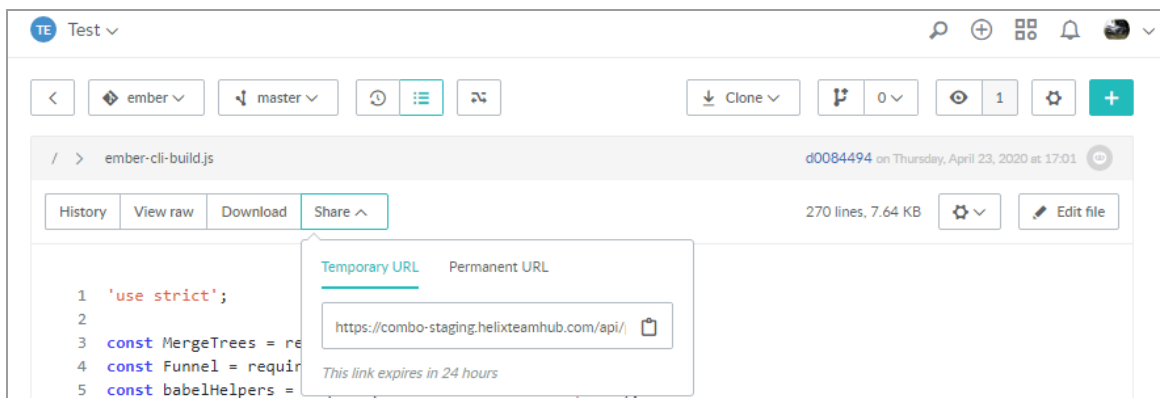 TE Test
ember master Clone 0 1
/ > ember-cli-build.js d0084494 on Thursday, April 23, 2020 at 17:01
History View raw Download Share 270 lines, 7.64 KB Edit file
Temporary URL Permanent URL
1 'use strict';
https://combo-staging.helixteamhub.com/api/
2
3 const MergeTrees = re
4 const Funnel = requir
This link expires in 24 hours
5 const babelHelpers =